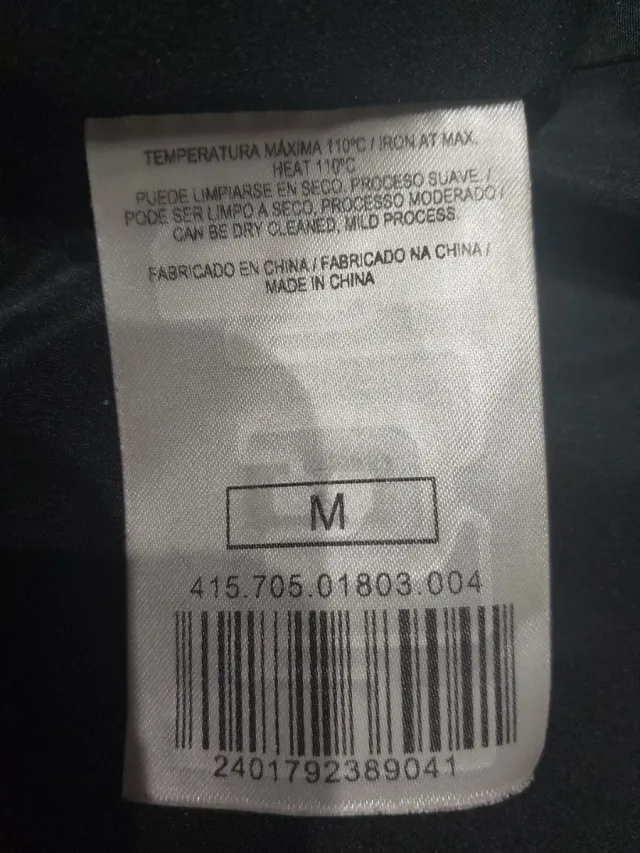 TEMPERATURA MÁXIMA 110ºC / IRON AT MAX.
HEAT 110ºC
PUEDE LIMPIARSE EN SECO, PROCESO SUAVE. /
PODE SER LIMPO A SECO, PROCESSO MODERADO /
CAN BE DRY CLEANED, MILD PROCESS.
FABRICADO EN CHINA / FABRICADO NA CHINA /
MADE IN CHINA
M
415.705.01803.004
2401792389041